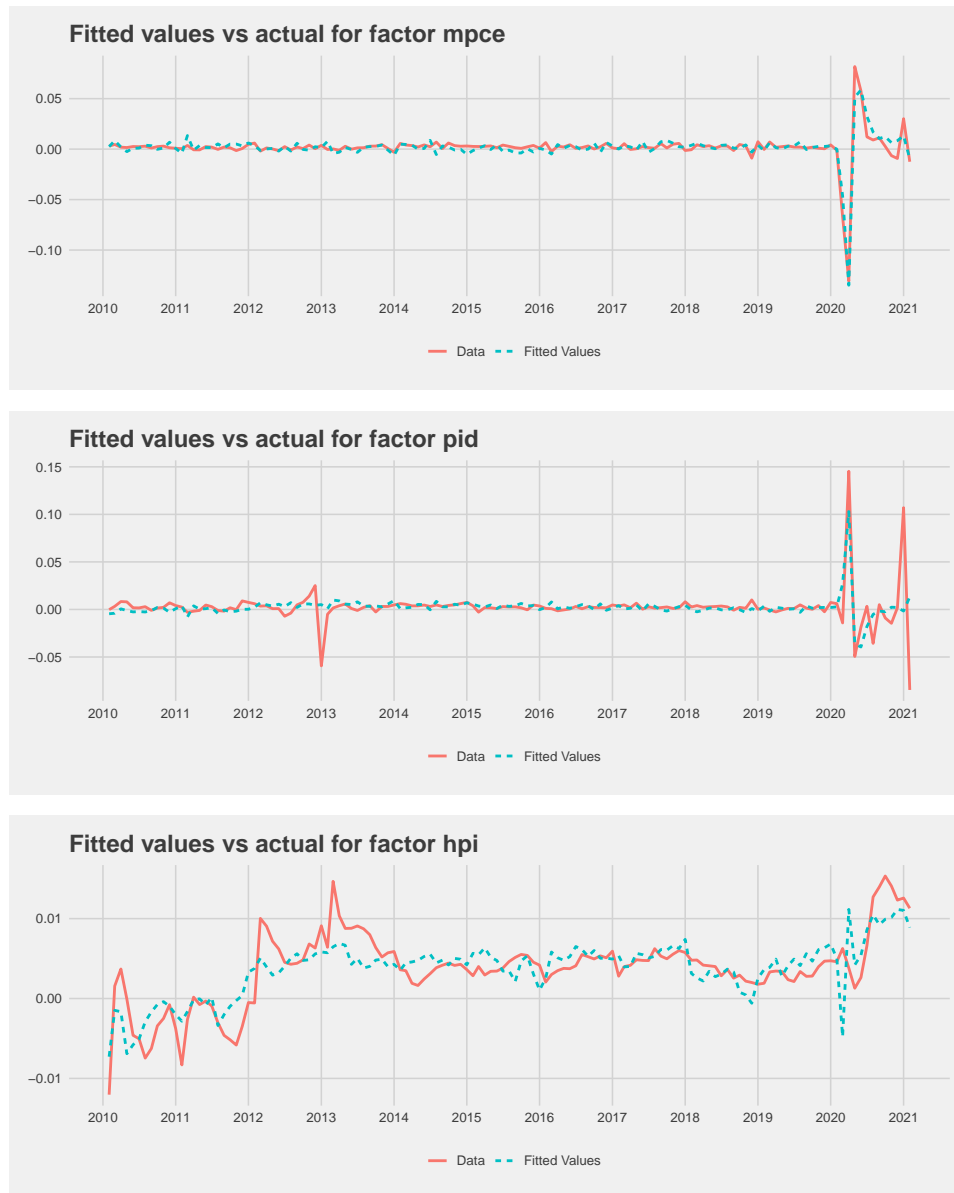 Fitted values vs actual for factor mpce
0.05
0.00
−0.05
−0.10
2010 2011 2012 2013 2014 2015 2016 2017 2018 2019 2020 2021
Data Fitted Values
Fitted values vs actual for factor pid
0.15
0.10
0.05
0.00
−0.05
2010 2011 2012 2013 2014 2015 2016 2017 2018 2019 2020 2021
Data Fitted Values
Fitted values vs actual for factor hpi
0.01
0.00
−0.01
2010 2011 2012 2013 2014 2015 2016 2017 2018 2019 2020 2021
Data Fitted Values